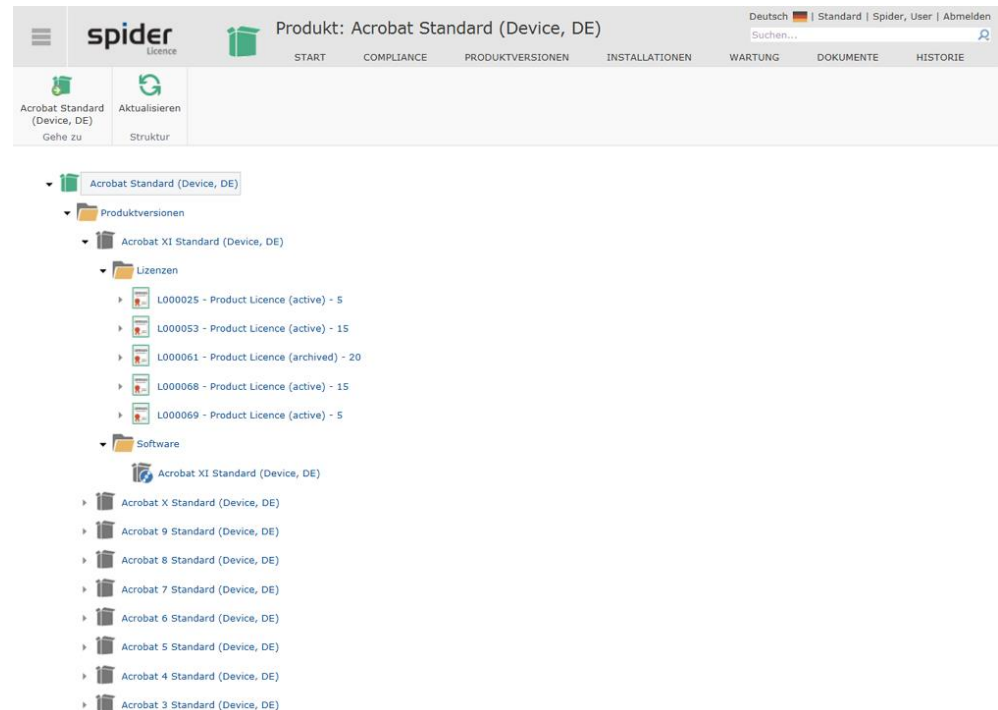 spider
Licence
Produkt: Acrobat Standard (Device, DE)
Deutsch | Standard | Spider, User | Abmelden
Suchen...
START COMPLIANCE PRODUKTVERSIONEN INSTALLATIONEN WARTUNG DOKUMENTE HISTORIE
Acrobat Standard
(Device, DE)
Gehe zu
Aktualisieren
Struktur
Acrobat Standard (Device, DE)
Produktversionen
Acrobat XI Standard (Device, DE)
Lizenzen
L000025 - Product Licence (active) - 5
L000053 - Product Licence (active) - 15
L000061 - Product Licence (archived) - 20
L000068 - Product Licence (active) - 15
L000069 - Product Licence (active) - 5
Software
Acrobat XI Standard (Device, DE)
Acrobat X Standard (Device, DE)
Acrobat 9 Standard (Device, DE)
Acrobat 8 Standard (Device, DE)
Acrobat 7 Standard (Device, DE)
Acrobat 6 Standard (Device, DE)
Acrobat 5 Standard (Device, DE)
Acrobat 4 Standard (Device, DE)
Acrobat 3 Standard (Device, DE)